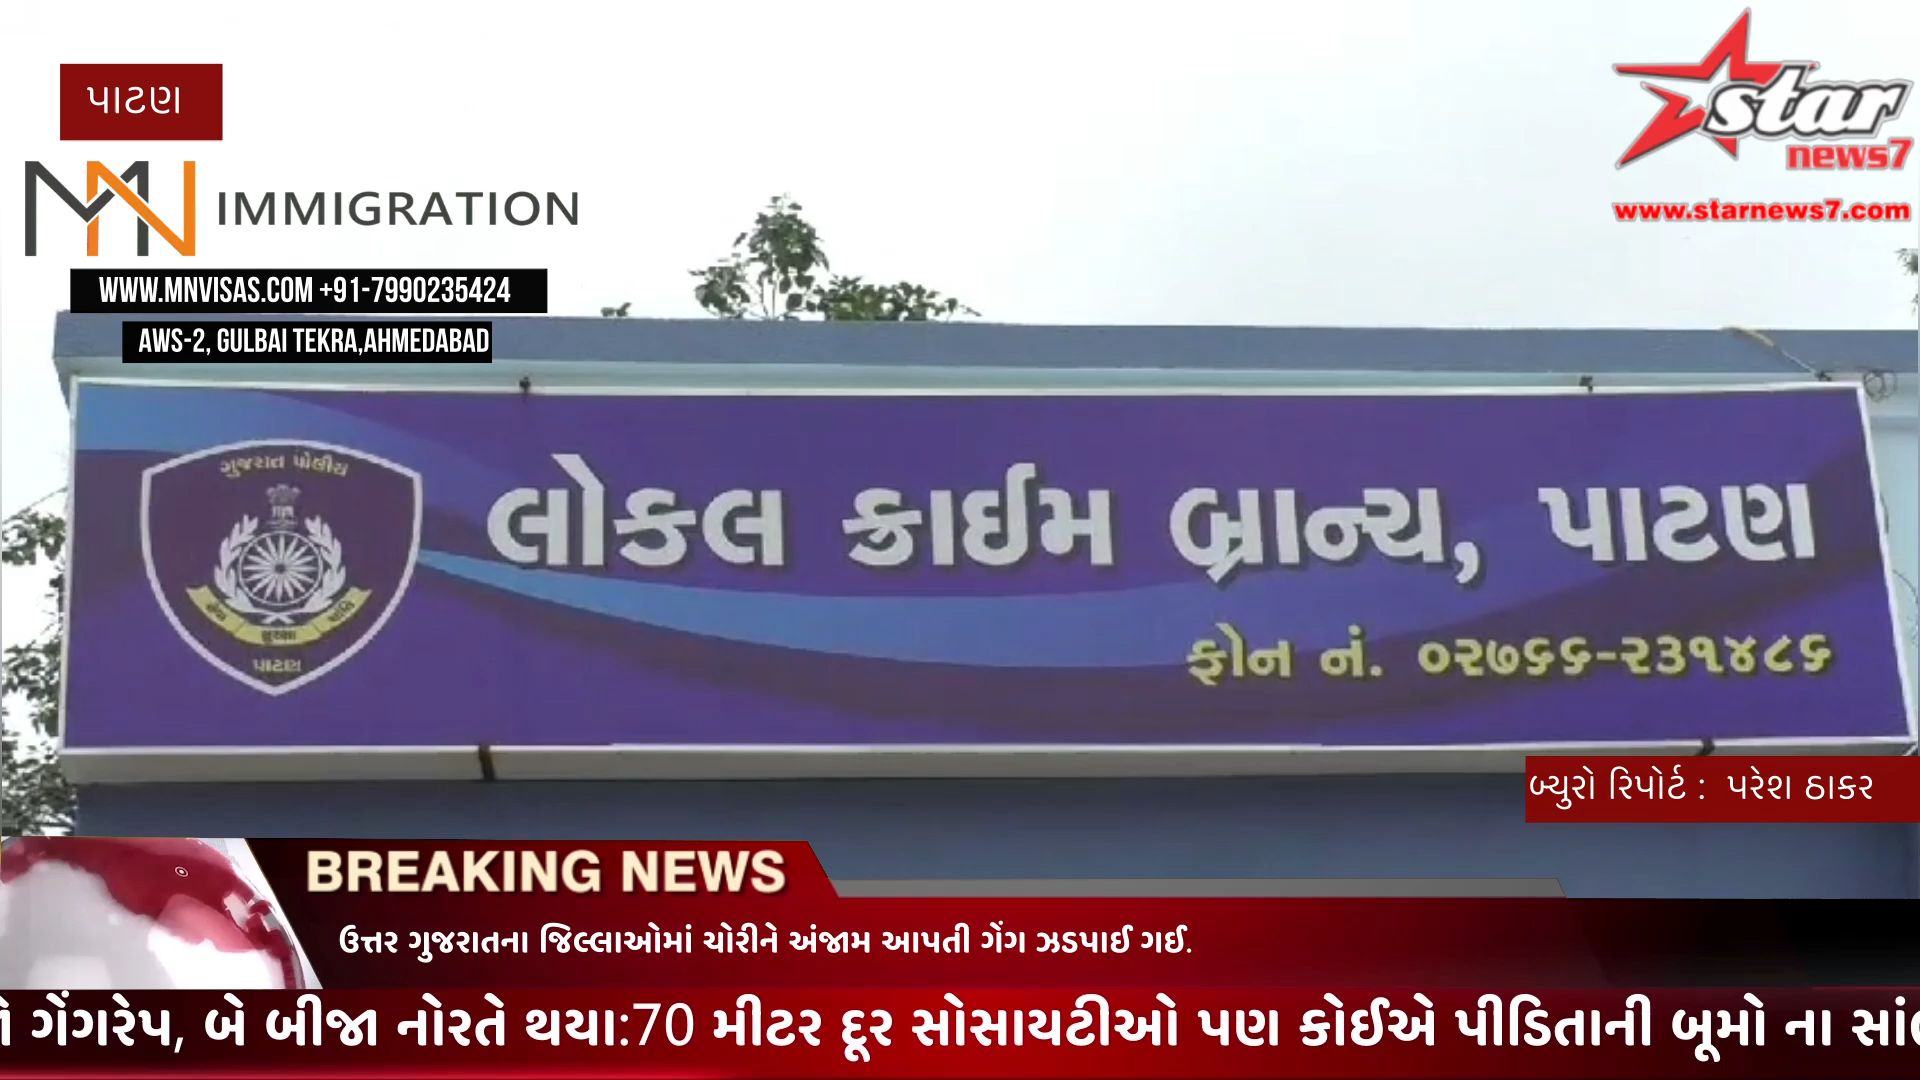 પાટણ
star
news7
www.starnews7.com
MN IMMIGRATION
WWW.MNVISAS.COM +91-7990235424
AWS-2, GULBAI TEKRA,AHMEDABAD
ગુજરાત પોલીસ
સેવા સુરક્ષા શાંતિ
પાટણ
લોકલ ક્રાઈમ બ્રાન્ચ, પાટણ
ફોન નં. ૦૨૭૬૬-૨૩૧૪૮૬
બ્યુરો રિપોર્ટ : પરેશ ઠાકર
BREAKING NEWS
ઉત્તર ગુજરાતના જિલ્લાઓમાં ચોરીને અંજામ આપતી ગેંગ ઝડપાઈ ગઈ.
ગેંગરેપ, બે બીજા નોરતે થયા:70 મીટર દૂર સોસાયટીઓ પણ કોઈએ પીડિતાની બૂમો ના